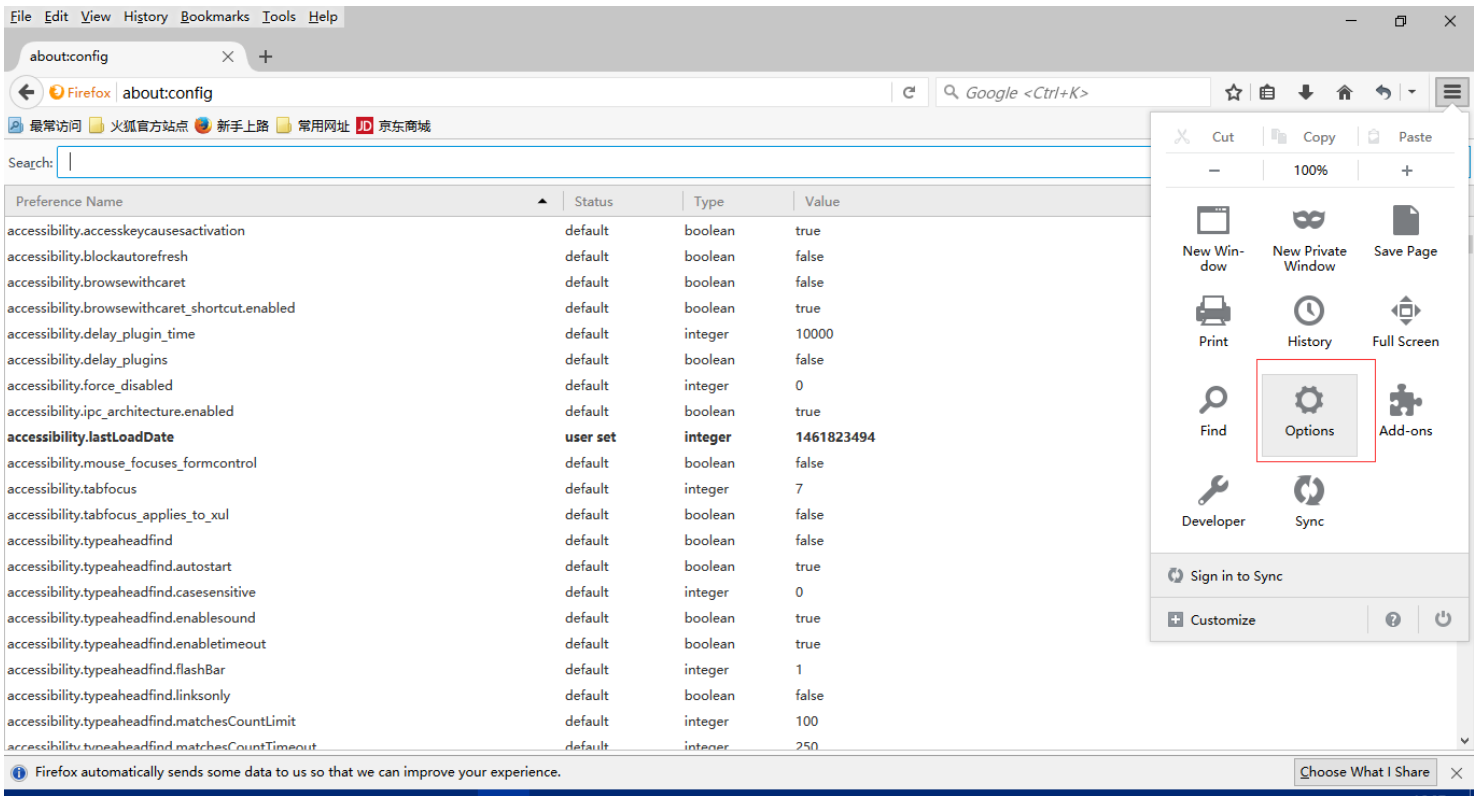 File Edit View History Bookmarks Tools Help
about:config
Firefox about:config Google <Ctrl+K>
最常访问 火狐官方站点 新手上路 常用网址 JD 京东商城
Search:
Preference Name Status Type Value
accessibility.accesskeycausesactivation default boolean true
accessibility.blockautorefresh default boolean false
accessibility.browsewithcaret default boolean false
accessibility.browsewithcaret_shortcut.enabled default boolean true
accessibility.delay_plugin_time default integer 10000
accessibility.delay_plugins default boolean false
accessibility.force_disabled default integer 0
accessibility.ipc_architecture.enabled default boolean true
accessibility.lastLoadDate user set integer 1461823494
accessibility.mouse_focuses_formcontrol default boolean false
accessibility.tabfocus default integer 7
accessibility.tabfocus_applies_to_xul default boolean false
accessibility.typeaheadfind default boolean false
accessibility.typeaheadfind.autostart default boolean true
accessibility.typeaheadfind.casesensitive default integer 0
accessibility.typeaheadfind.enablesound default boolean true
accessibility.typeaheadfind.enabletimeout default boolean true
accessibility.typeaheadfind.flashBar default integer 1
accessibility.typeaheadfind.linksonly default boolean false
accessibility.typeaheadfind.matchesCountLimit default integer 100
accessibility.typeaheadfind.matchesCountTimeout default integer 250
Cut Copy Paste
− 100% +
New Win- New Private Save Page
dow Window
Print History Full Screen
Find Options Add-ons
Developer Sync
Sign in to Sync
Customize
Firefox automatically sends some data to us so that we can improve your experience. Choose What I Share